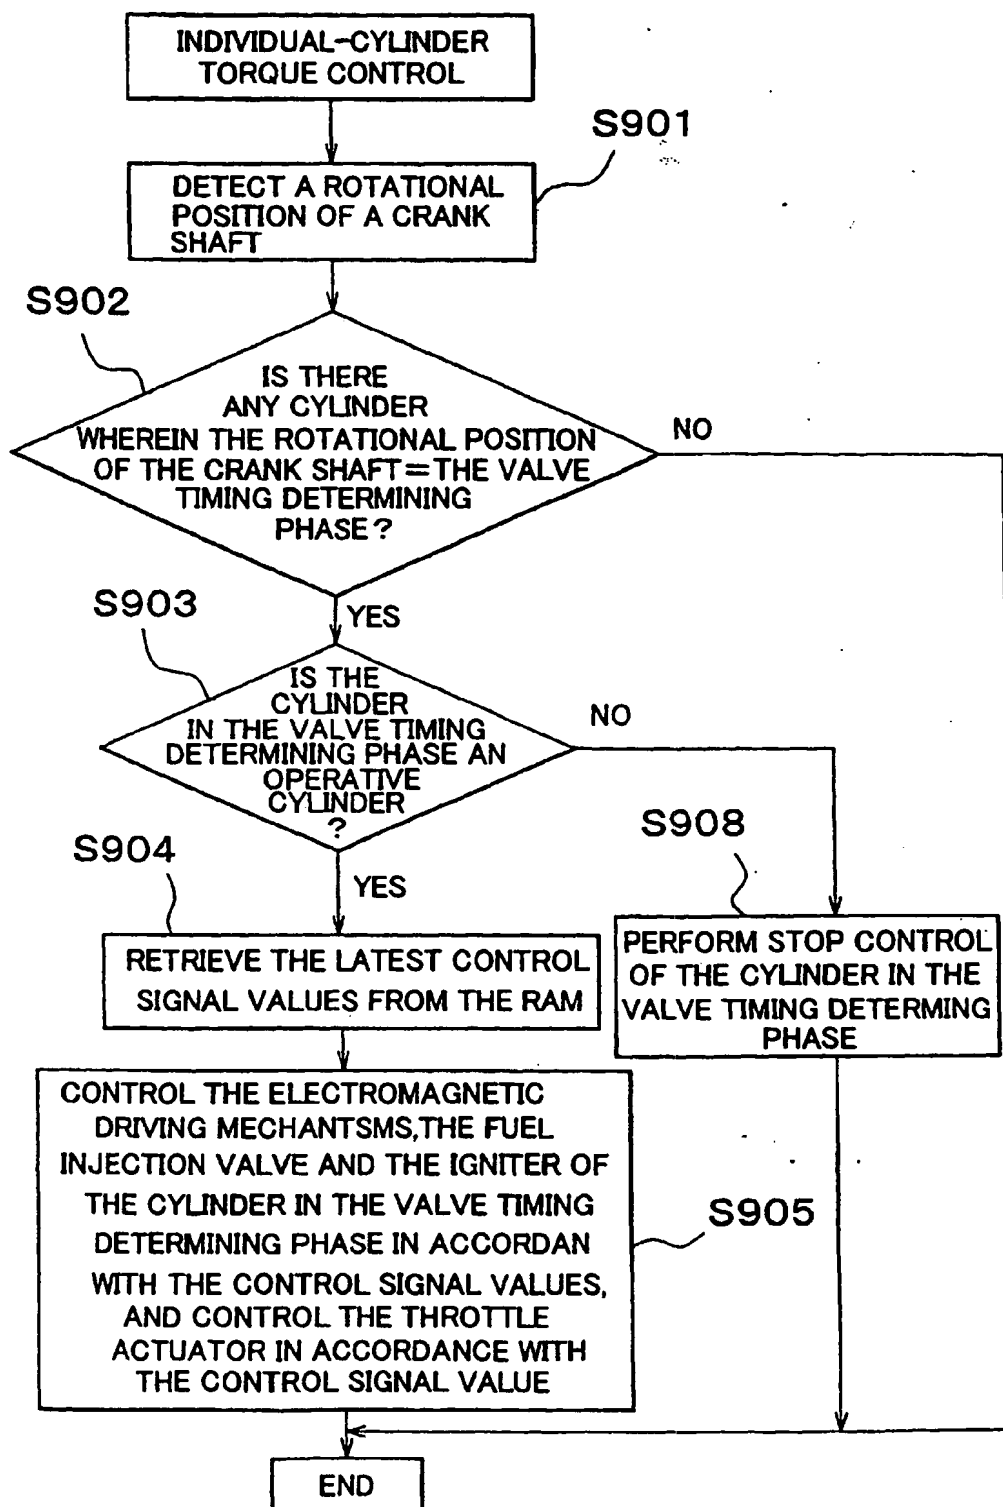 INDIVIDUAL-CYLINDER
TORQUE CONTROL
S901
DETECT A ROTATIONAL
POSITION OF A CRANK
SHAFT
S902
IS THERE
ANY CYLINDER
WHEREIN THE ROTATIONAL POSITION
OF THE CRANK SHAFT=THE VALVE
TIMING DETERMINING
PHASE?
NO
YES
S903
IS THE
CYLINDER
IN THE VALVE TIMING
DETERMINING PHASE AN
OPERATIVE
CYLINDER
?
NO
YES
S904
RETRIEVE THE LATEST CONTROL
SIGNAL VALUES FROM THE RAM
S908
PERFORM STOP CONTROL
OF THE CYLINDER IN THE
VALVE TIMING DETERMING
PHASE
CONTROL THE ELECTROMAGNETIC
DRIVING MECHANTSMS,THE FUEL
INJECTION VALVE AND THE IGNITER OF
THE CYLINDER IN THE VALVE TIMING
DETERMINING PHASE IN ACCORDAN
WITH THE CONTROL SIGNAL VALUES,
AND CONTROL THE THROTTLE
ACTUATOR IN ACCORDANCE WITH
THE CONTROL SIGNAL VALUE
S905
END